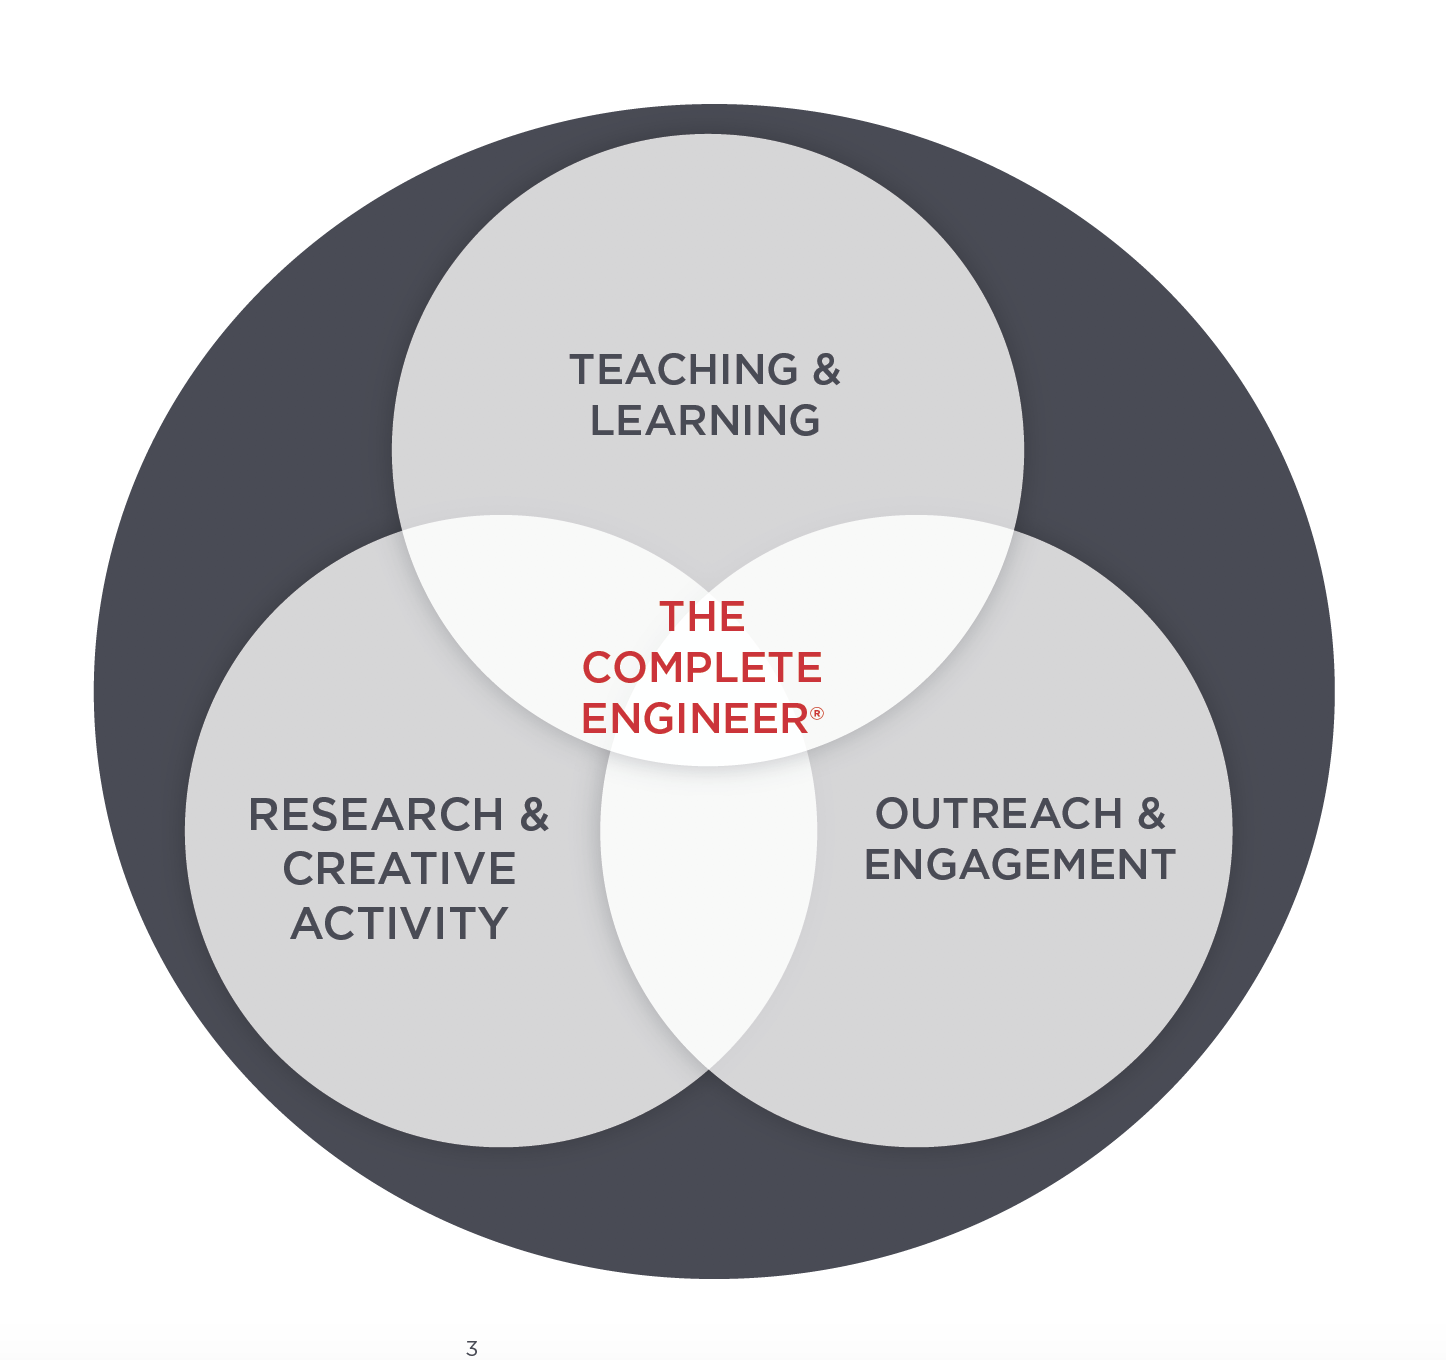 TEACHING &
LEARNING
THE
COMPLETE
ENGINEER®
RESEARCH &
CREATIVE
ACTIVITY
OUTREACH &
ENGAGEMENT
3